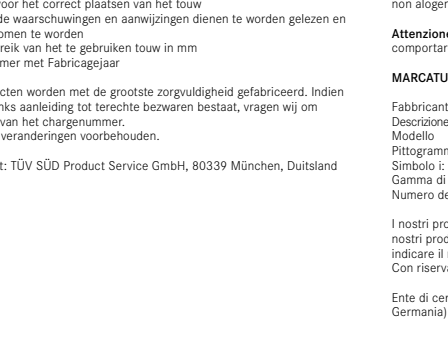 voor het correct plaatsen van het touw
de waarschuwingen en aanwijzingen dienen te worden gelezen en
omen te worden
reik van het te gebruiken touw in mm
mer met Fabricagejaar
cten worden met de grootste zorgvuldigheid gefabriceerd. Indien
nks aanleiding tot terechte bezwaren bestaat, vragen wij om
van het chargenummer.
veranderingen voorbehouden.
t: TÜV SÜD Product Service GmbH, 80339 München, Duitsland
non alogen
Attenzione
comportar
MARCATU
Fabbricant
Descrizione
Modello
Pittogramm
Simbolo i:
Gamma di
Numero de
I nostri pro
nostri prod
indicare il
Con riserva
Ente di cer
Germania)